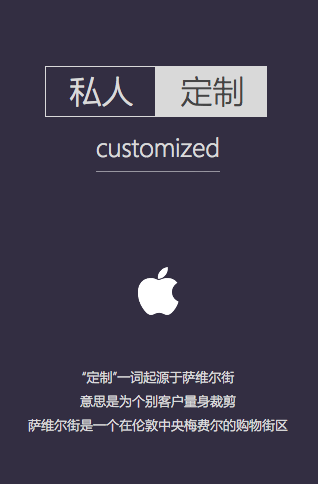 私人 定制
customized
“定制”一词起源于萨维尔街
意思是为个别客户量身裁剪
萨维尔街是一个在伦敦中央梅费尔的购物街区